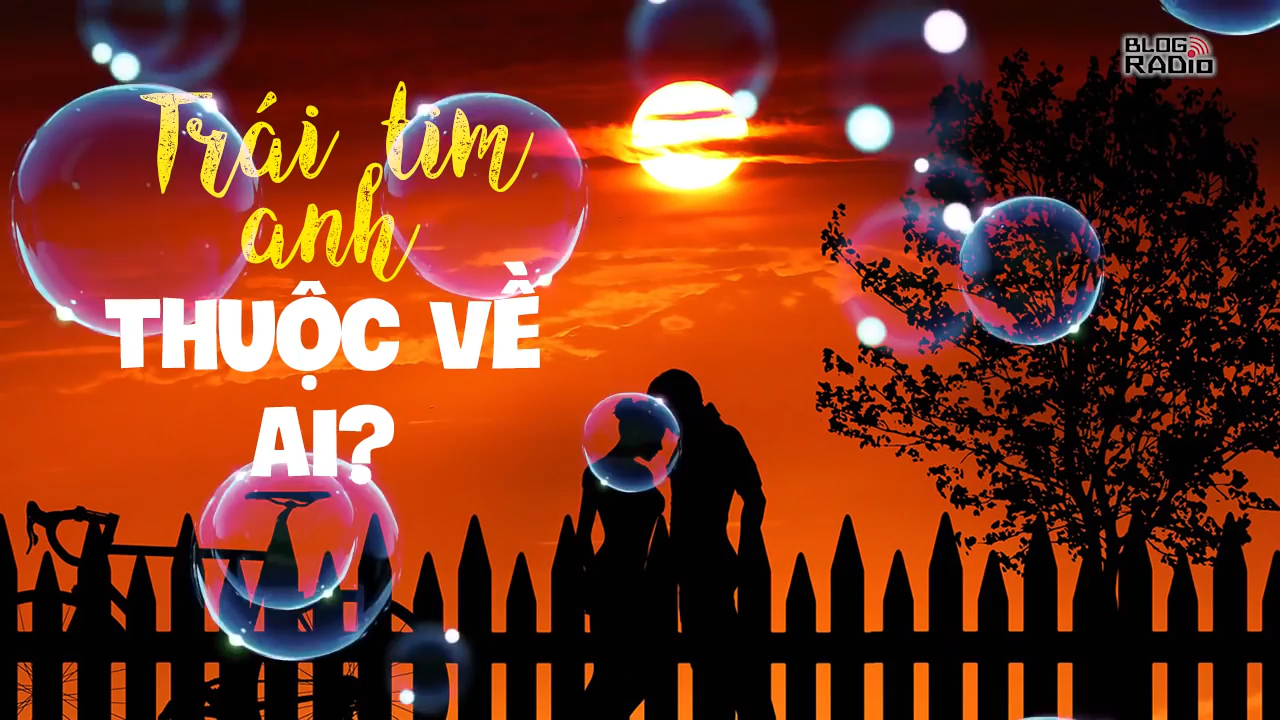 Trái tim
anh
THUỘC VỀ
AI?
BLOG
RADIO